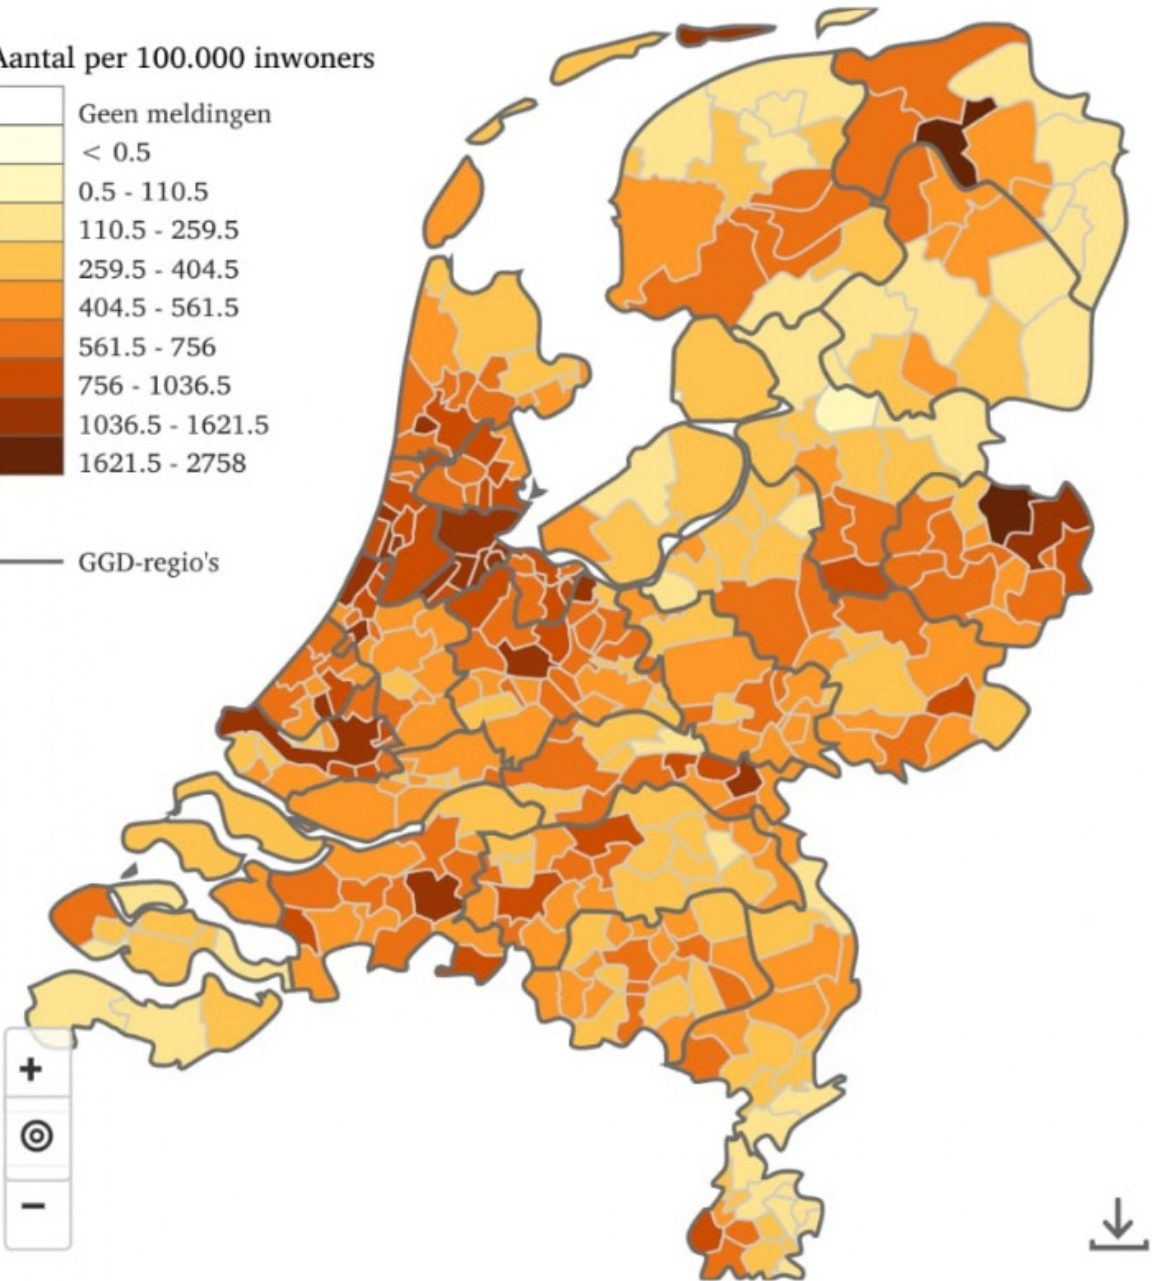 Aantal per 100.000 inwoners
Geen meldingen
< 0.5
0.5 - 110.5
110.5 - 259.5
259.5 - 404.5
404.5 - 561.5
561.5 - 756
756 - 1036.5
1036.5 - 1621.5
1621.5 - 2758
GGD-regio's
+
−